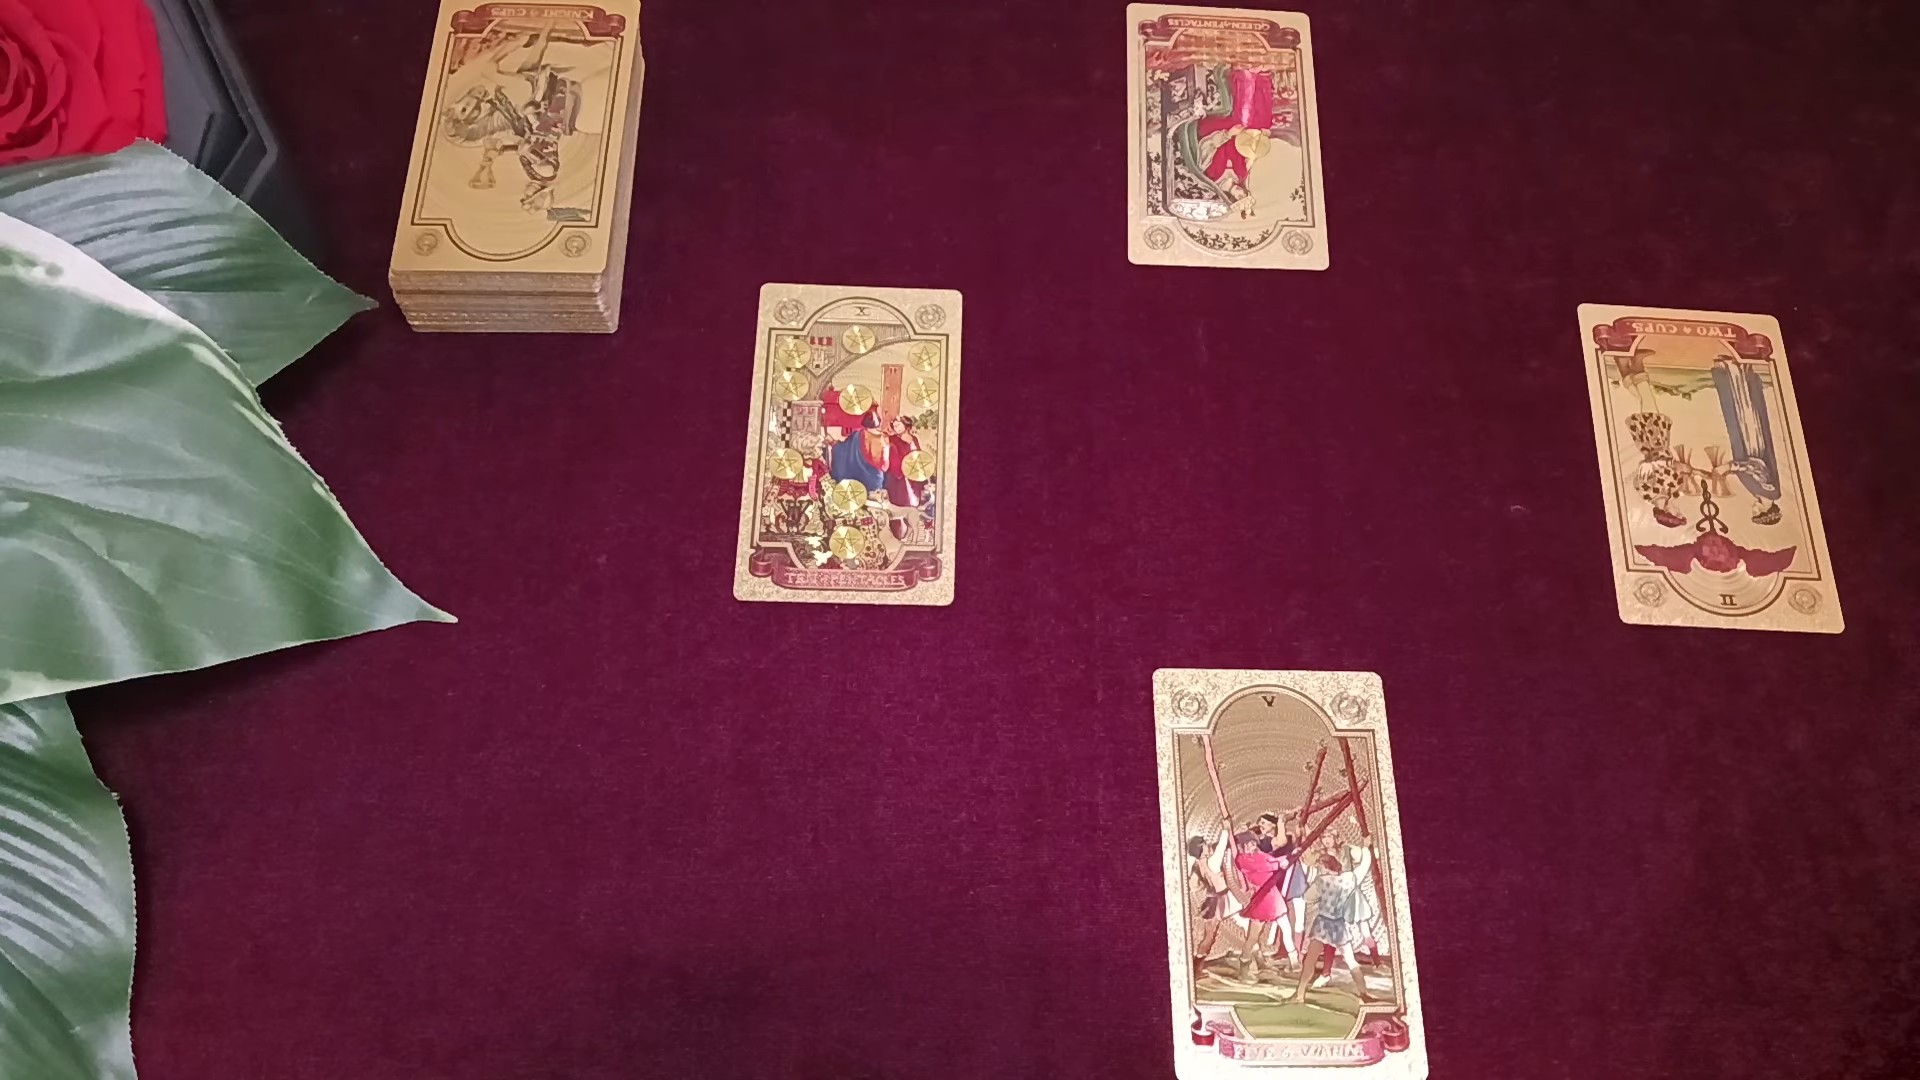 KNIGHT of CUPS
QUEEN of PENTACLES
X
TEN of PENTACLES
TWO of CUPS.
II
V
FIVE of WANDS.